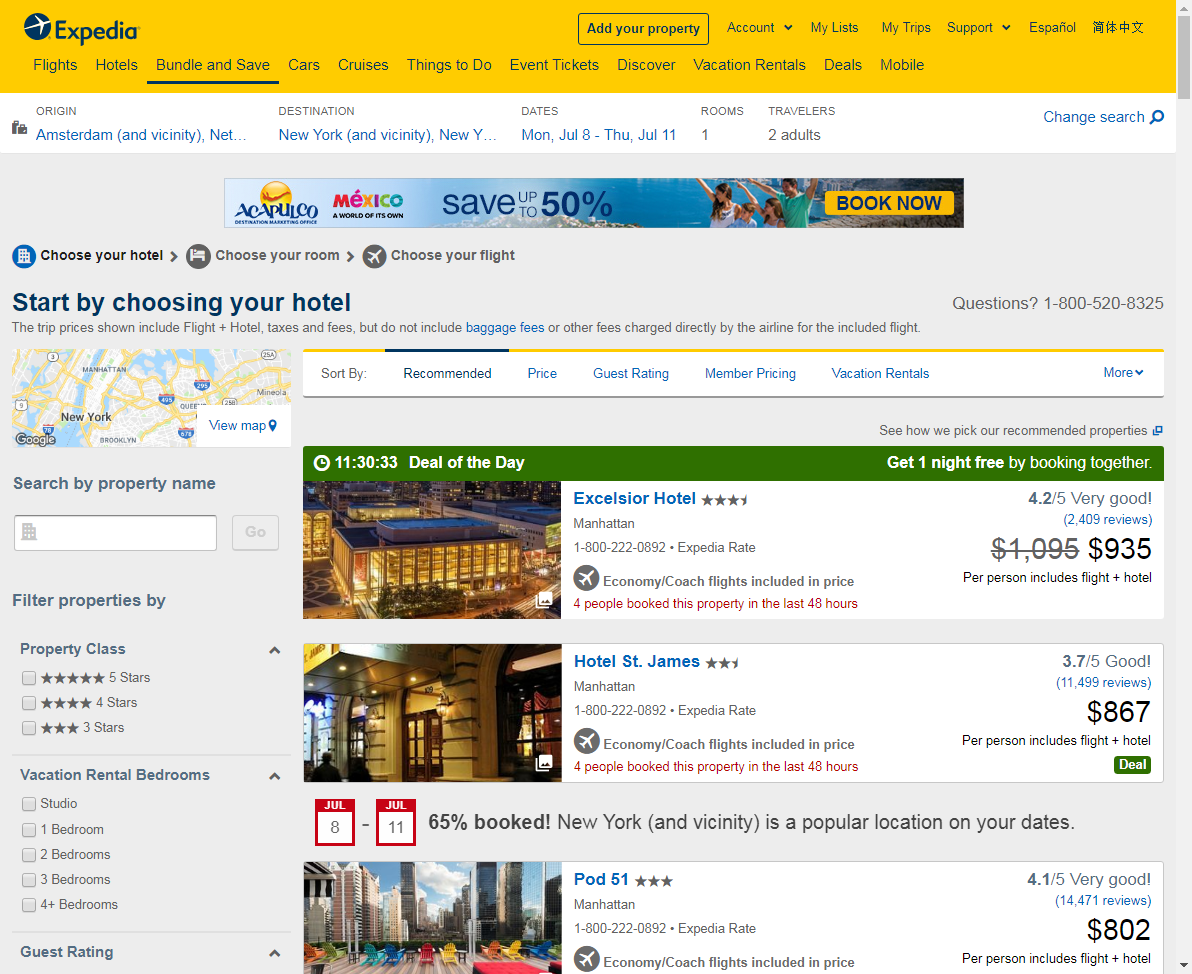 Expedia
Add your property
Account
My Lists
My Trips
Support
Español
简体中文
Flights
Hotels
Bundle and Save
Cars
Cruises
Things to Do
Event Tickets
Discover
Vacation Rentals
Deals
Mobile
ORIGIN
Amsterdam (and vicinity), Net…
DESTINATION
New York (and vicinity), New Y…
DATES
Mon, Jul 8 - Thu, Jul 11
ROOMS
1
TRAVELERS
2 adults
Change search
ACAPULCO
DESTINATION MARKETING OFFICE
MÉXICO
A WORLD OF ITS OWN
save UP TO 50%
BOOK NOW
Choose your hotel
Choose your room
Choose your flight
Start by choosing your hotel
Questions? 1-800-520-8325
The trip prices shown include Flight + Hotel, taxes and fees, but do not include baggage fees or other fees charged directly by the airline for the included flight.
3
25A
MANHATTAN
295
Mineola
495
QUEE
25B
9
New York
78
678
Google
BROOKLYN
View map
Sort By:
Recommended
Price
Guest Rating
Member Pricing
Vacation Rentals
More
See how we pick our recommended properties
Search by property name
Go
Filter properties by
Property Class
5 Stars
4 Stars
3 Stars
Vacation Rental Bedrooms
Studio
1 Bedroom
2 Bedrooms
3 Bedrooms
4+ Bedrooms
Guest Rating
11:30:33 Deal of the Day
Get 1 night free by booking together.
Excelsior Hotel
Manhattan
1-800-222-0892 • Expedia Rate
Economy/Coach flights included in price
4 people booked this property in the last 48 hours
4.2/5 Very good!
(2,409 reviews)
$1,095 $935
Per person includes flight + hotel
Hotel St. James
Manhattan
1-800-222-0892 • Expedia Rate
Economy/Coach flights included in price
4 people booked this property in the last 48 hours
3.7/5 Good!
(11,499 reviews)
$867
Per person includes flight + hotel
Deal
JUL
8
-
JUL
11
65% booked! New York (and vicinity) is a popular location on your dates.
Pod 51
Manhattan
1-800-222-0892 • Expedia Rate
Economy/Coach flights included in price
4.1/5 Very good!
(14,471 reviews)
$802
Per person includes flight + hotel